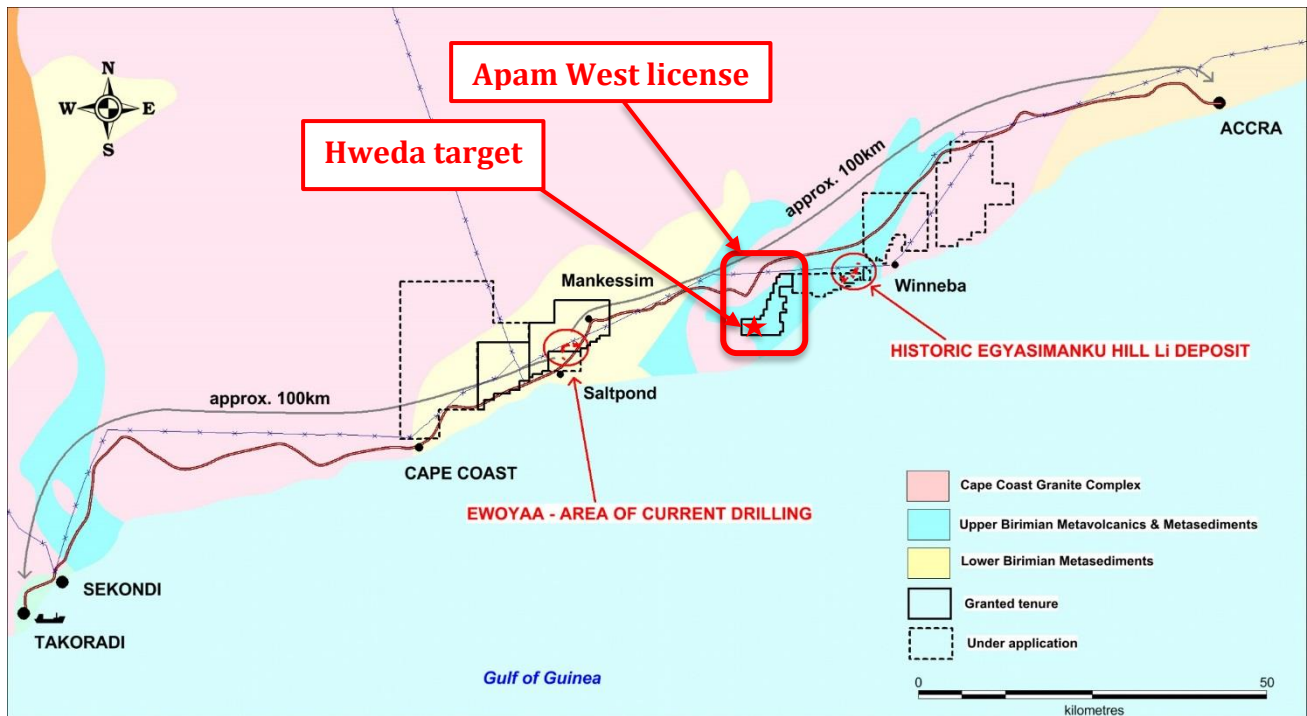 Apam West license
Hweda target
N
W E
S
ACCRA
approx. 100km
Mankessim
Winneba
HISTORIC EGYASIMANKU HILL Li DEPOSIT
Saltpond
approx. 100km
CAPE COAST
EWOYAA - AREA OF CURRENT DRILLING
SEKONDI
TAKORADI
Gulf of Guinea
Cape Coast Granite Complex
Upper Birimian Metavolcanics & Metasediments
Lower Birimian Metasediments
Granted tenure
Under application
0 50
kilometres